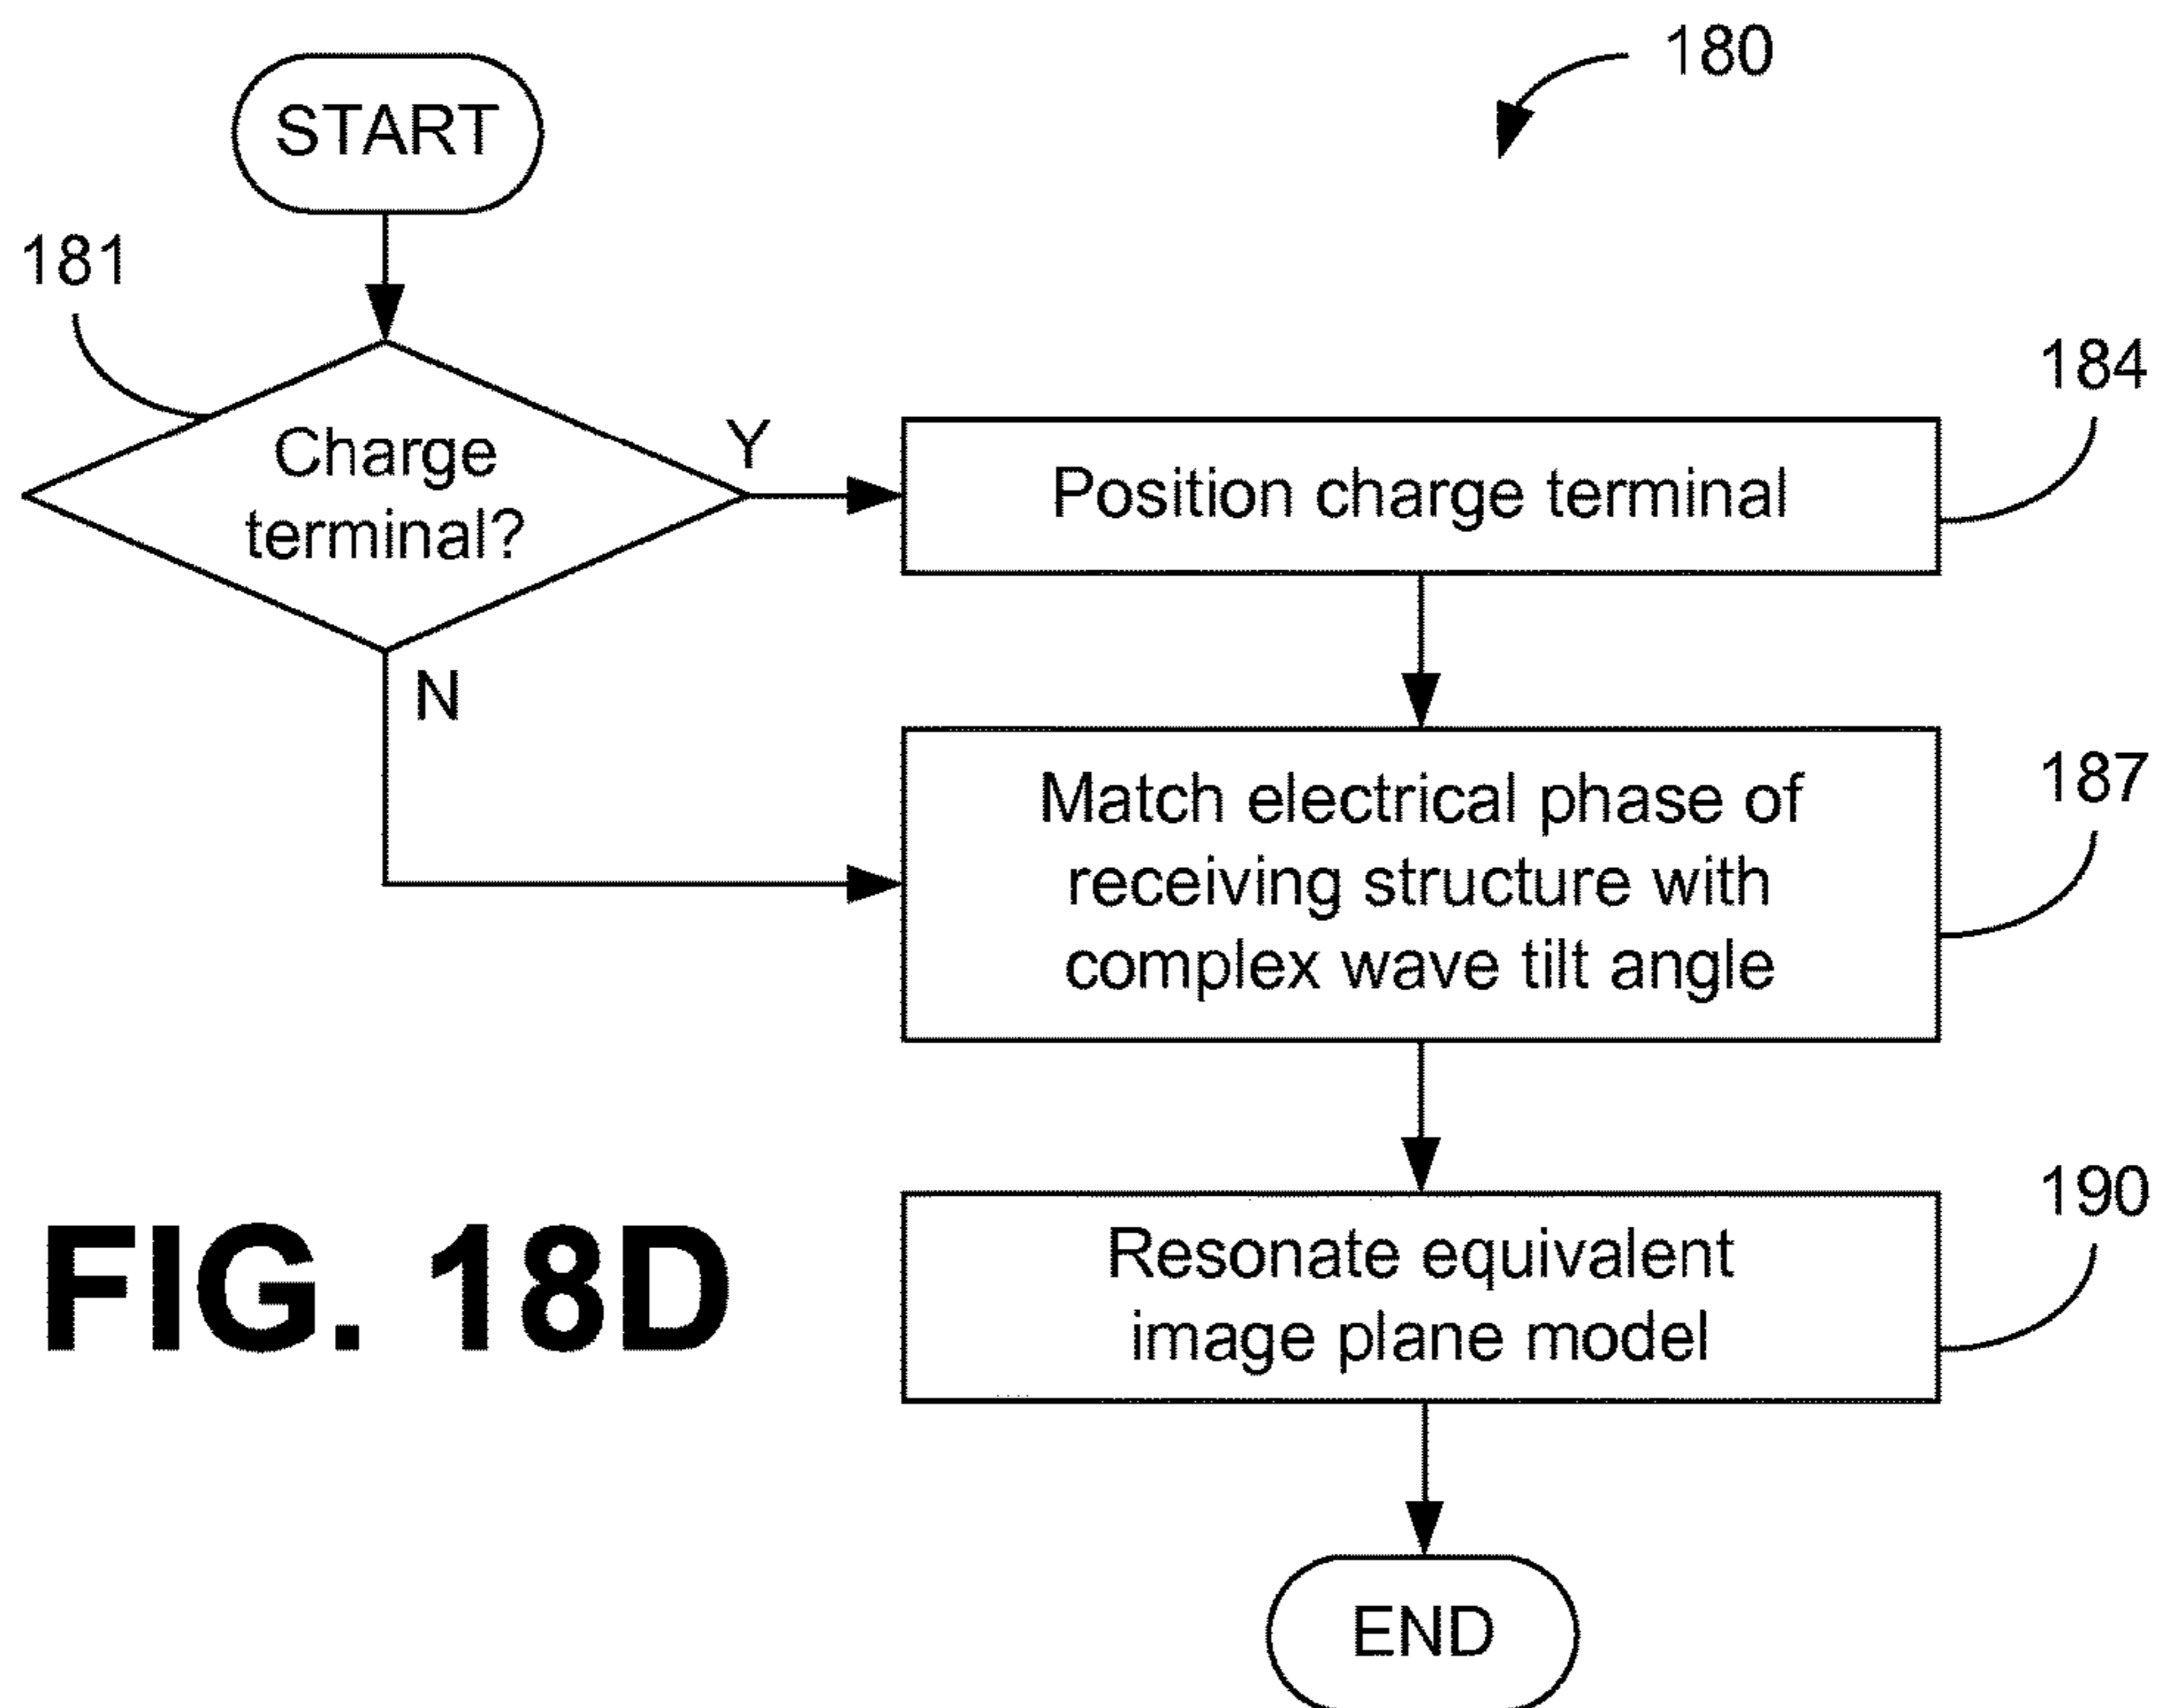 180
START
181
Charge
terminal?
Y
N
184
Position charge terminal
187
Match electrical phase of
receiving structure with
complex wave tilt angle
190
Resonate equivalent
image plane model
END
FIG. 18D